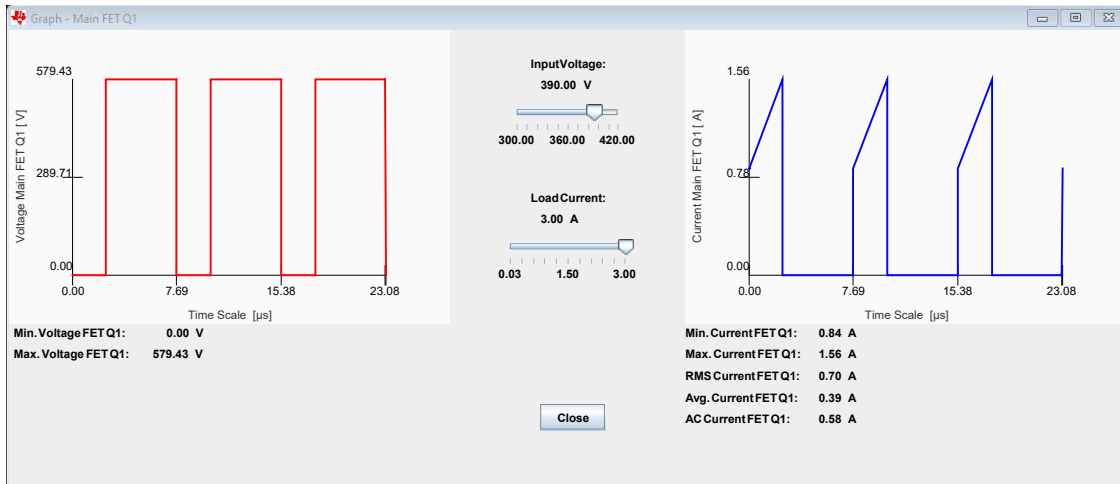 Graph - Main FET Q1
579.43
289.71
0.00
Voltage Main FET Q1 [V]
0.00 7.69 15.38 23.08
Time Scale [µs]
Min. Voltage FET Q1: 0.00 V
Max. Voltage FET Q1: 579.43 V
Input Voltage:
390.00 V
300.00 360.00 420.00
Load Current:
3.00 A
0.03 1.50 3.00
Close
1.56
0.78
0.00
Current Main FET Q1 [ A]
0.00 7.69 15.38 23.08
Time Scale [µs]
Min. Current FET Q1: 0.84 A
Max. Current FET Q1: 1.56 A
RMS Current FET Q1: 0.70 A
Avg. Current FET Q1: 0.39 A
AC Current FET Q1: 0.58 A